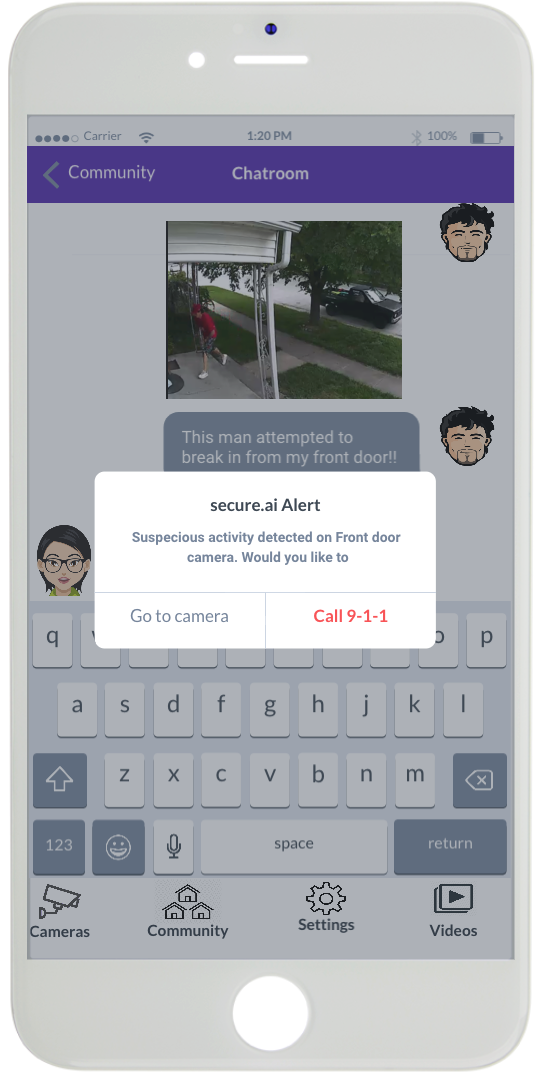 Carrier 1:20 PM 100%
Community Chatroom
This man attempted to
break in from my front door!!
secure.ai Alert
Suspecious activity detected on Front door
camera. Would you like to
Go to camera Call 9-1-1
q p
a s d f g h j k l
z x c v b n m
123 space return
Cameras Community Settings Videos